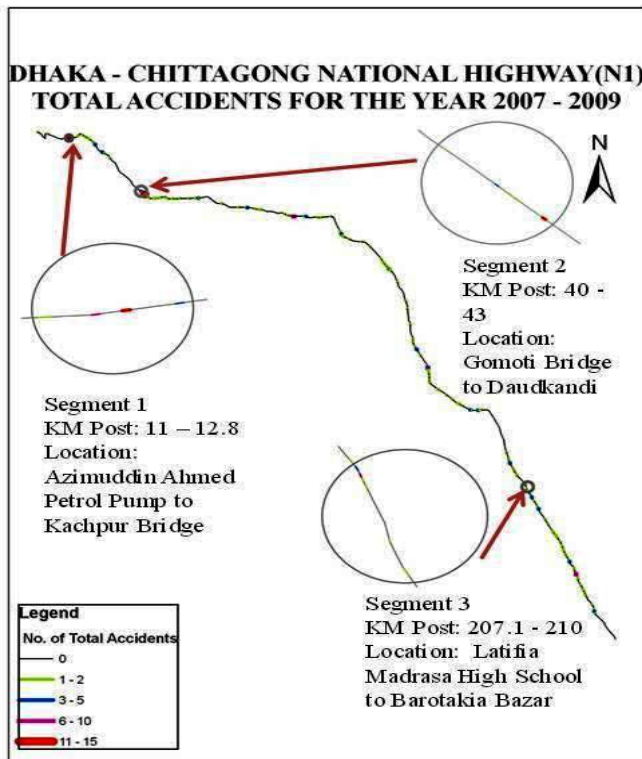 DHAKA - CHITTAGONG NATIONAL HIGHWAY(N1)
TOTAL ACCIDENTS FOR THE YEAR 2007 - 2009
N
Segment 2
KM Post: 40 -
43
Location:
Gomoti Bridge
to Daudkandi
Segment 1
KM Post: 11 – 12.8
Location:
Azimuddin Ahmed
Petrol Pump to
Kachpur Bridge
Segment 3
KM Post: 207.1 - 210
Location: Latifia
Madrasa High School
to Barotakia Bazar
Legend
No. of Total Accidents
0
1 - 2
3 - 5
6 - 10
11 - 15